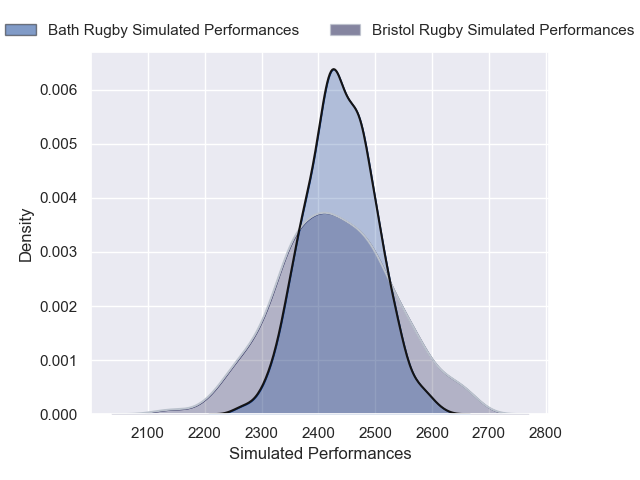 Bath Rugby Simulated Performances
Bristol Rugby Simulated Performances
0.006
0.005
0.004
0.003
0.002
0.001
0.000
Density
2100 2200 2300 2400 2500 2600 2700 2800
Simulated Performances